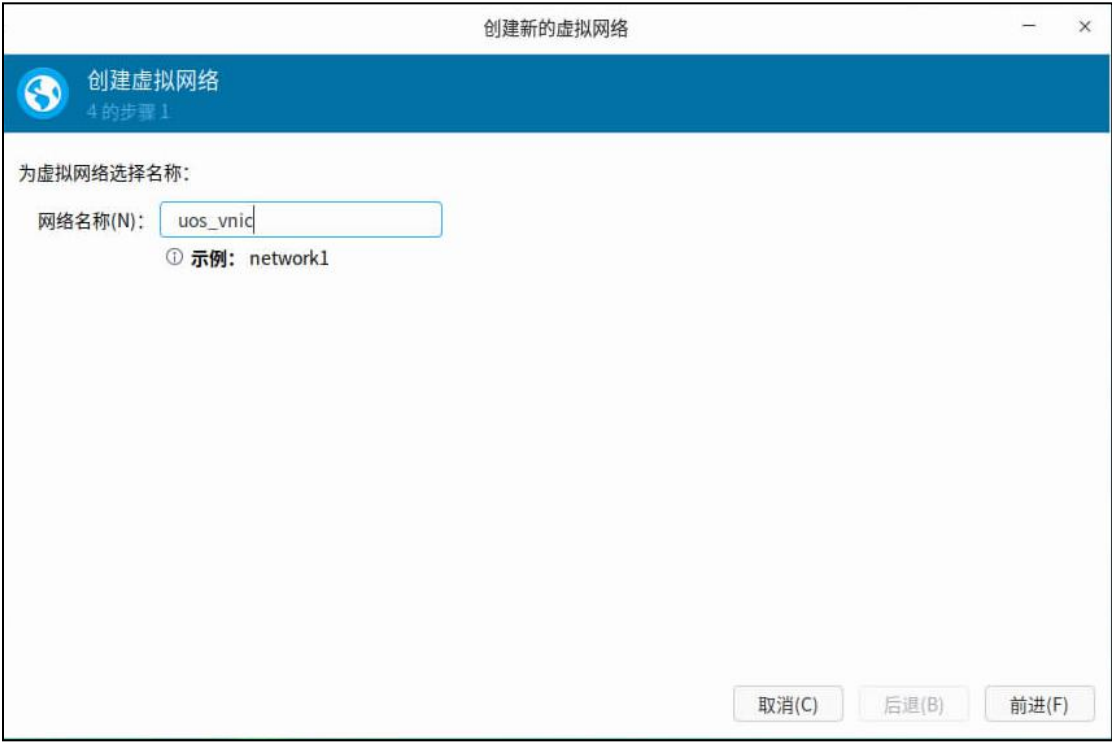 创建新的虚拟网络
创建虚拟网络
4 的步骤 1
为虚拟网络选择名称：
网络名称(N)： uos_vnic
示例： network1
取消(C) 后退(B) 前进(F)